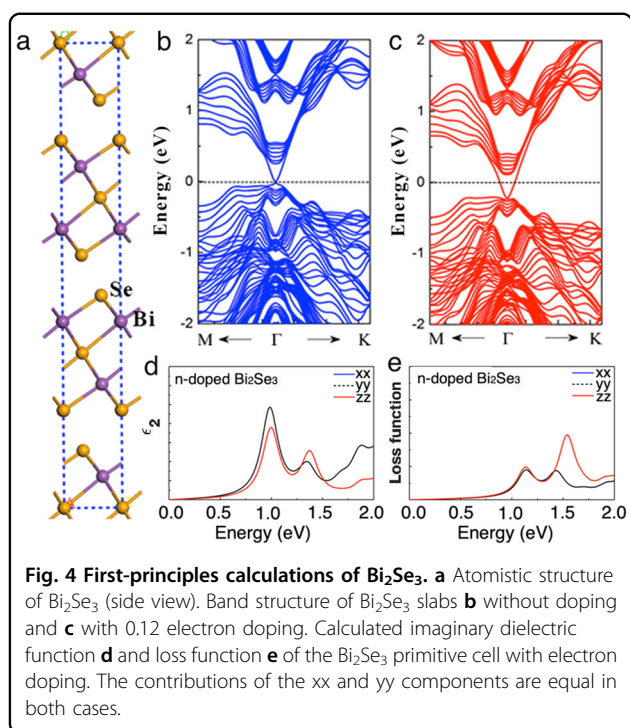 a
b
c
2
1
0
-1
-2
Energy (eV)
M ← Γ → K
2
1
0
-1
-2
Energy (eV)
M ← Γ → K
Se
Bi
d
n-doped Bi₂Se₃
xx
yy
zz
ϵ₂
0.0 0.5 1.0 1.5 2.0
Energy (eV)
e
n-doped Bi₂Se₃
xx
yy
zz
Loss function
0.0 0.5 1.0 1.5 2.0
Energy (eV)
Fig. 4 First-principles calculations of Bi₂Se₃. a Atomistic structure
of Bi₂Se₃ (side view). Band structure of Bi₂Se₃ slabs b without doping
and c with 0.12 electron doping. Calculated imaginary dielectric
function d and loss function e of the Bi₂Se₃ primitive cell with electron
doping. The contributions of the xx and yy components are equal in
both cases.